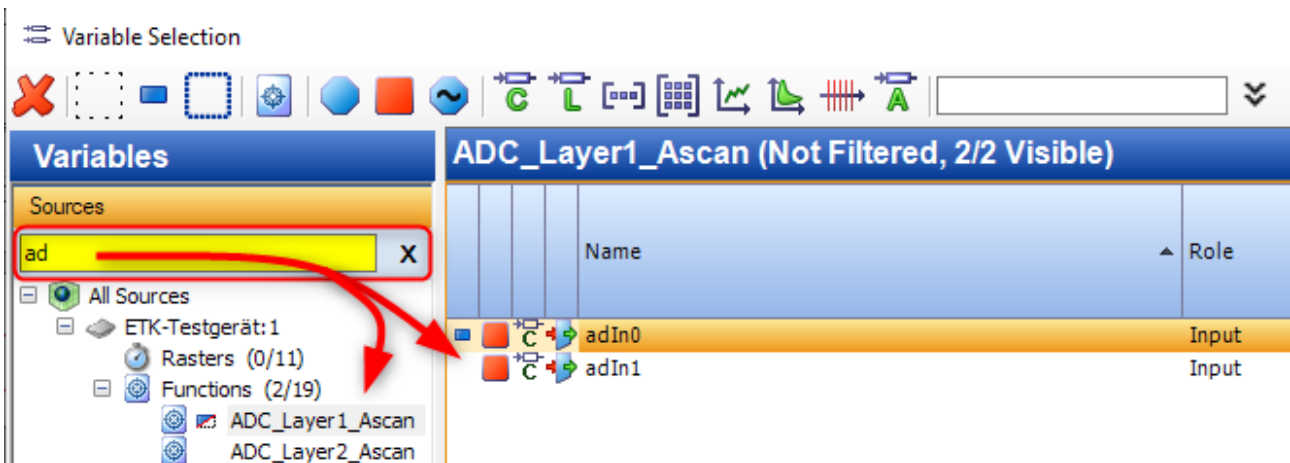 Variable Selection
C L A
Variables
ADC_Layer1_Ascan (Not Filtered, 2/2 Visible)
Sources
ad X
Name Role
All Sources
ETK-Testgerät:1
Rasters (0/11)
Functions (2/19)
ADC_Layer1_Ascan
ADC_Layer2_Ascan
C adIn0 Input
C adIn1 Input